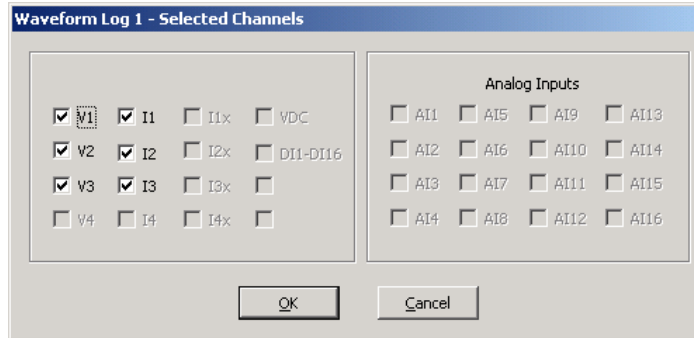 Waveform Log 1 - Selected Channels
Analog Inputs
V1 I1 I1x VDC
V2 I2 I2x DI1-DI16
V3 I3 I3x
V4 I4 I4x
AI1 AI5 AI9 AI13
AI2 AI6 AI10 AI14
AI3 AI7 AI11 AI15
AI4 AI8 AI12 AI16
OK Cancel